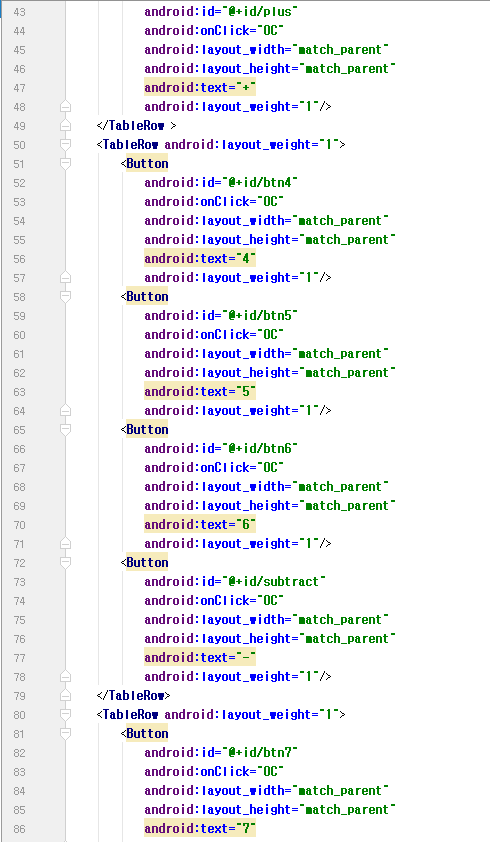 43 android:id="@+id/plus"
44 android:onClick="OC"
45 android:layout_width="match_parent"
46 android:layout_height="match_parent"
47 android:text="+"
48 android:layout_weight="1"/>
49 </TableRow >
50 <TableRow android:layout_weight="1">
51 <Button
52 android:id="@+id/btn4"
53 android:onClick="OC"
54 android:layout_width="match_parent"
55 android:layout_height="match_parent"
56 android:text="4"
57 android:layout_weight="1"/>
58 <Button
59 android:id="@+id/btn5"
60 android:onClick="OC"
61 android:layout_width="match_parent"
62 android:layout_height="match_parent"
63 android:text="5"
64 android:layout_weight="1"/>
65 <Button
66 android:id="@+id/btn6"
67 android:onClick="OC"
68 android:layout_width="match_parent"
69 android:layout_height="match_parent"
70 android:text="6"
71 android:layout_weight="1"/>
72 <Button
73 android:id="@+id/subtract"
74 android:onClick="OC"
75 android:layout_width="match_parent"
76 android:layout_height="match_parent"
77 android:text="-"
78 android:layout_weight="1"/>
79 </TableRow>
80 <TableRow android:layout_weight="1">
81 <Button
82 android:id="@+id/btn7"
83 android:onClick="OC"
84 android:layout_width="match_parent"
85 android:layout_height="match_parent"
86 android:text="7"